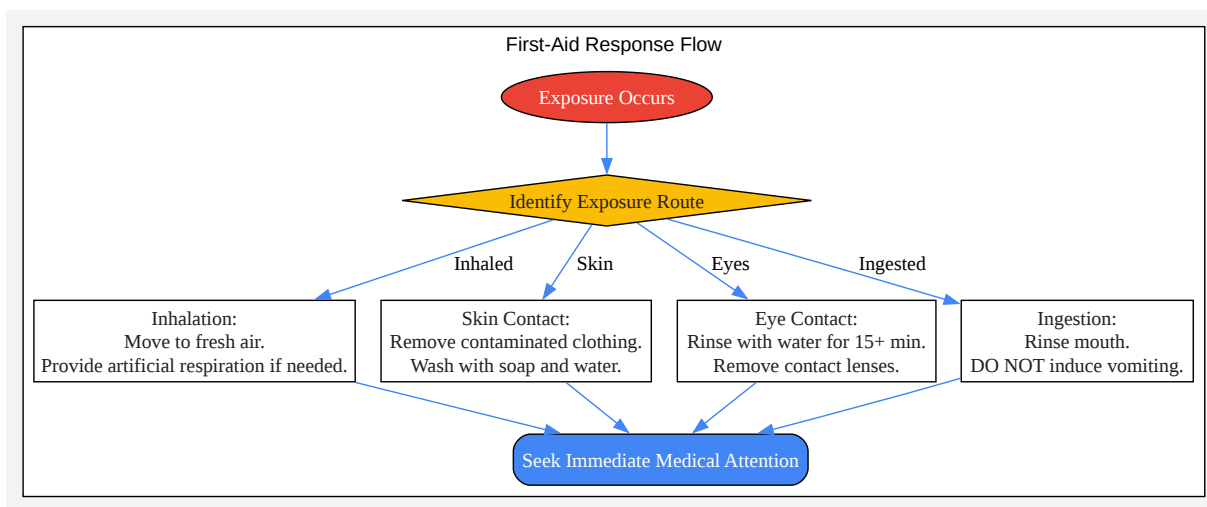 First-Aid Response Flow
Exposure Occurs
Identify Exposure Route
Inhaled
Skin
Eyes
Ingested
Inhalation:
Move to fresh air.
Provide artificial respiration if needed.
Skin Contact:
Remove contaminated clothing.
Wash with soap and water.
Eye Contact:
Rinse with water for 15+ min.
Remove contact lenses.
Ingestion:
Rinse mouth.
DO NOT induce vomiting.
Seek Immediate Medical Attention